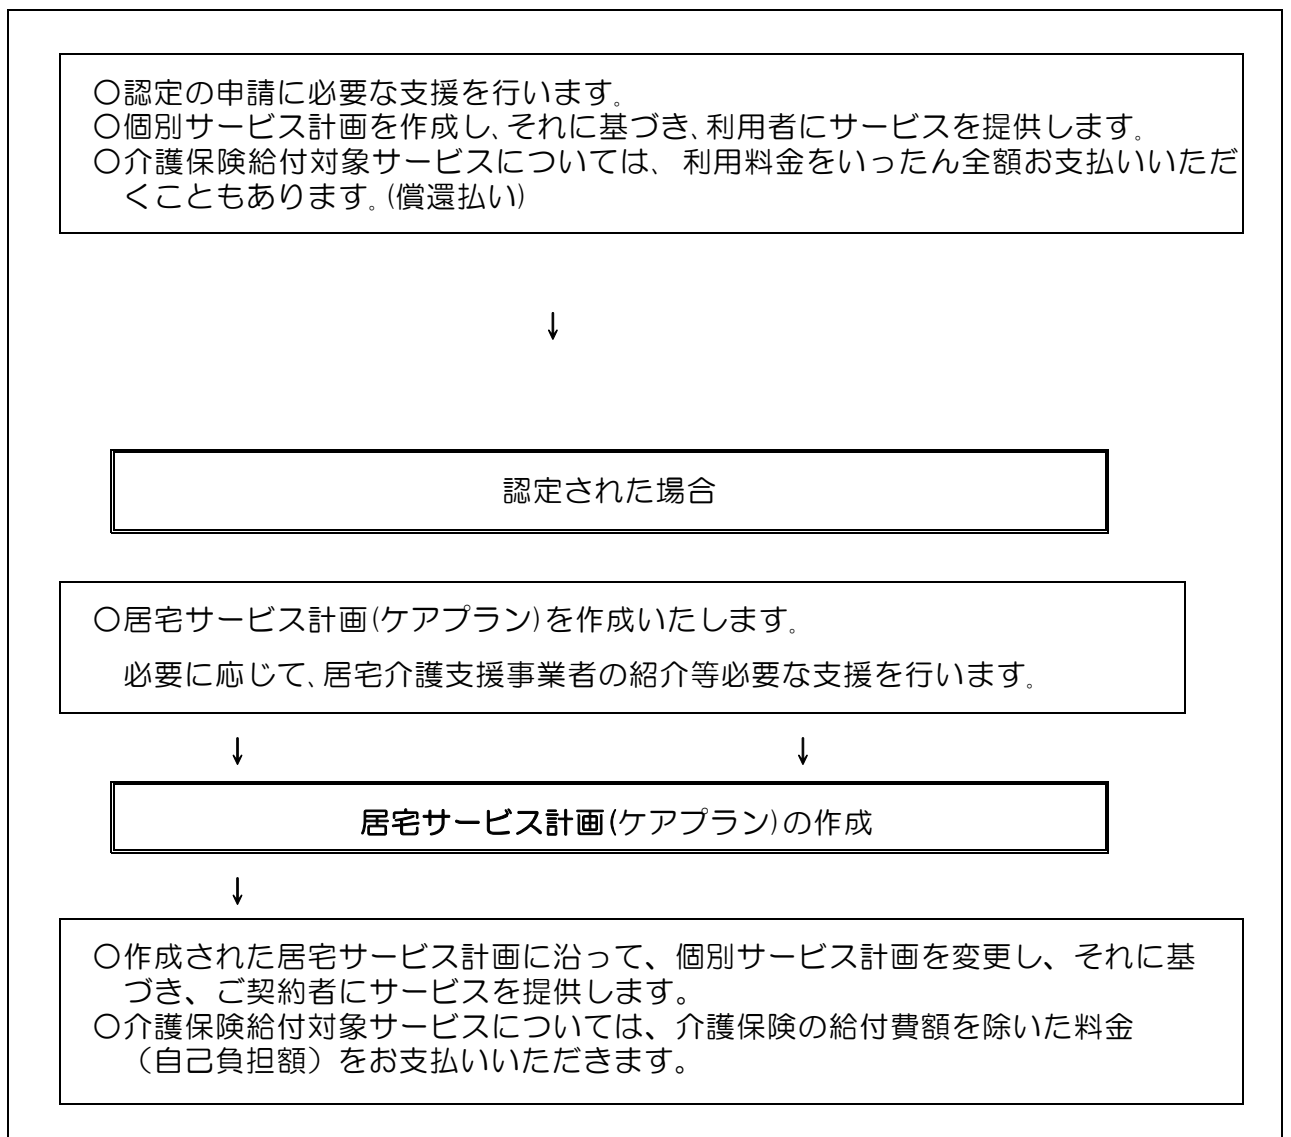 ○認定の申請に必要な支援を行います。
○個別サービス計画を作成し、それに基づき、利用者にサービスを提供します。
○介護保険給付対象サービスについては、利用料金をいったん全額お支払いいただ
くこともあります。(償還払い)
↓
認定された場合
○居宅サービス計画(ケアプラン)を作成いたします。
必要に応じて、居宅介護支援事業者の紹介等必要な支援を行います。
↓ ↓
居宅サービス計画(ケアプラン)の作成
↓
○作成された居宅サービス計画に沿って、個別サービス計画を変更し、それに基
づき、ご契約者にサービスを提供します。
○介護保険給付対象サービスについては、介護保険の給付費額を除いた料金
（自己負担額）をお支払いいただきます。